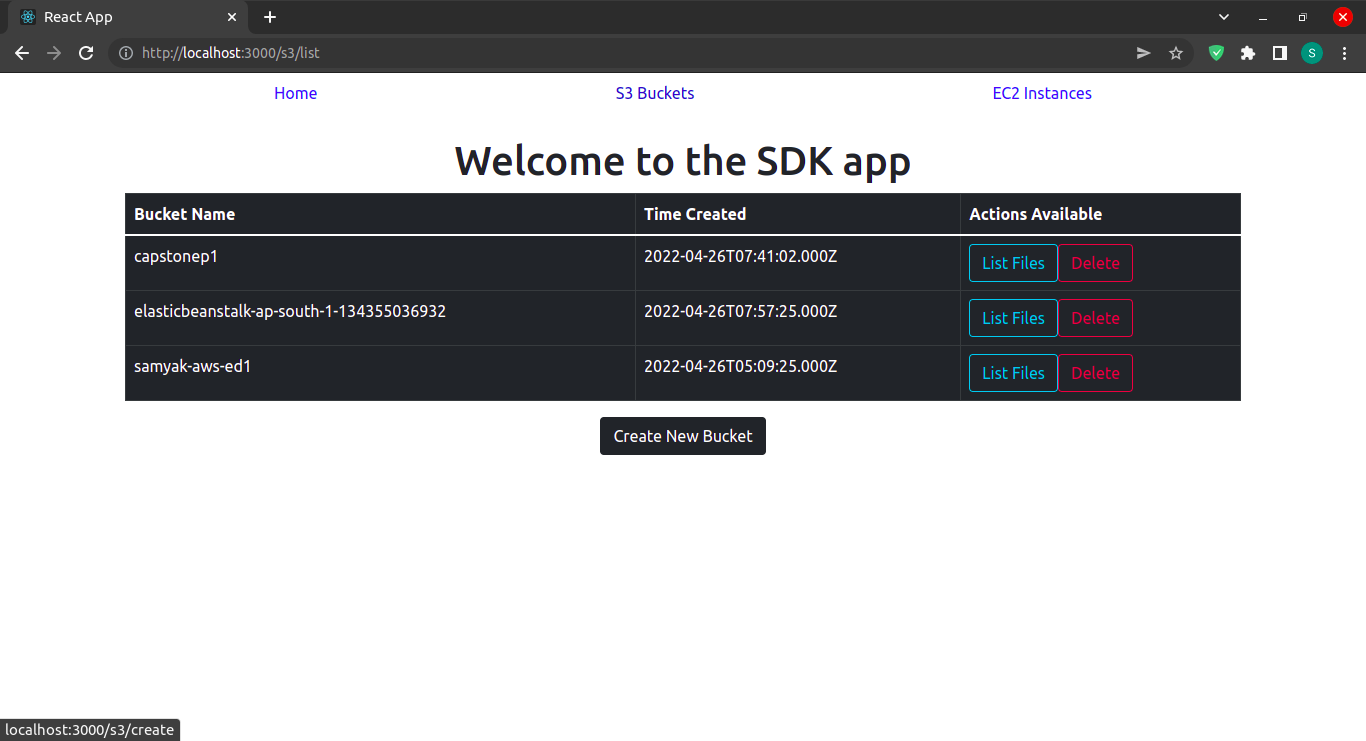 React App
http://localhost:3000/s3/list
S
Home S3 Buckets EC2 Instances
Welcome to the SDK app
Bucket Name Time Created Actions Available
capstonep1 2022-04-26T07:41:02.000Z List Files Delete
elasticbeanstalk-ap-south-1-134355036932 2022-04-26T07:57:25.000Z List Files Delete
samyak-aws-ed1 2022-04-26T05:09:25.000Z List Files Delete
Create New Bucket
localhost:3000/s3/create